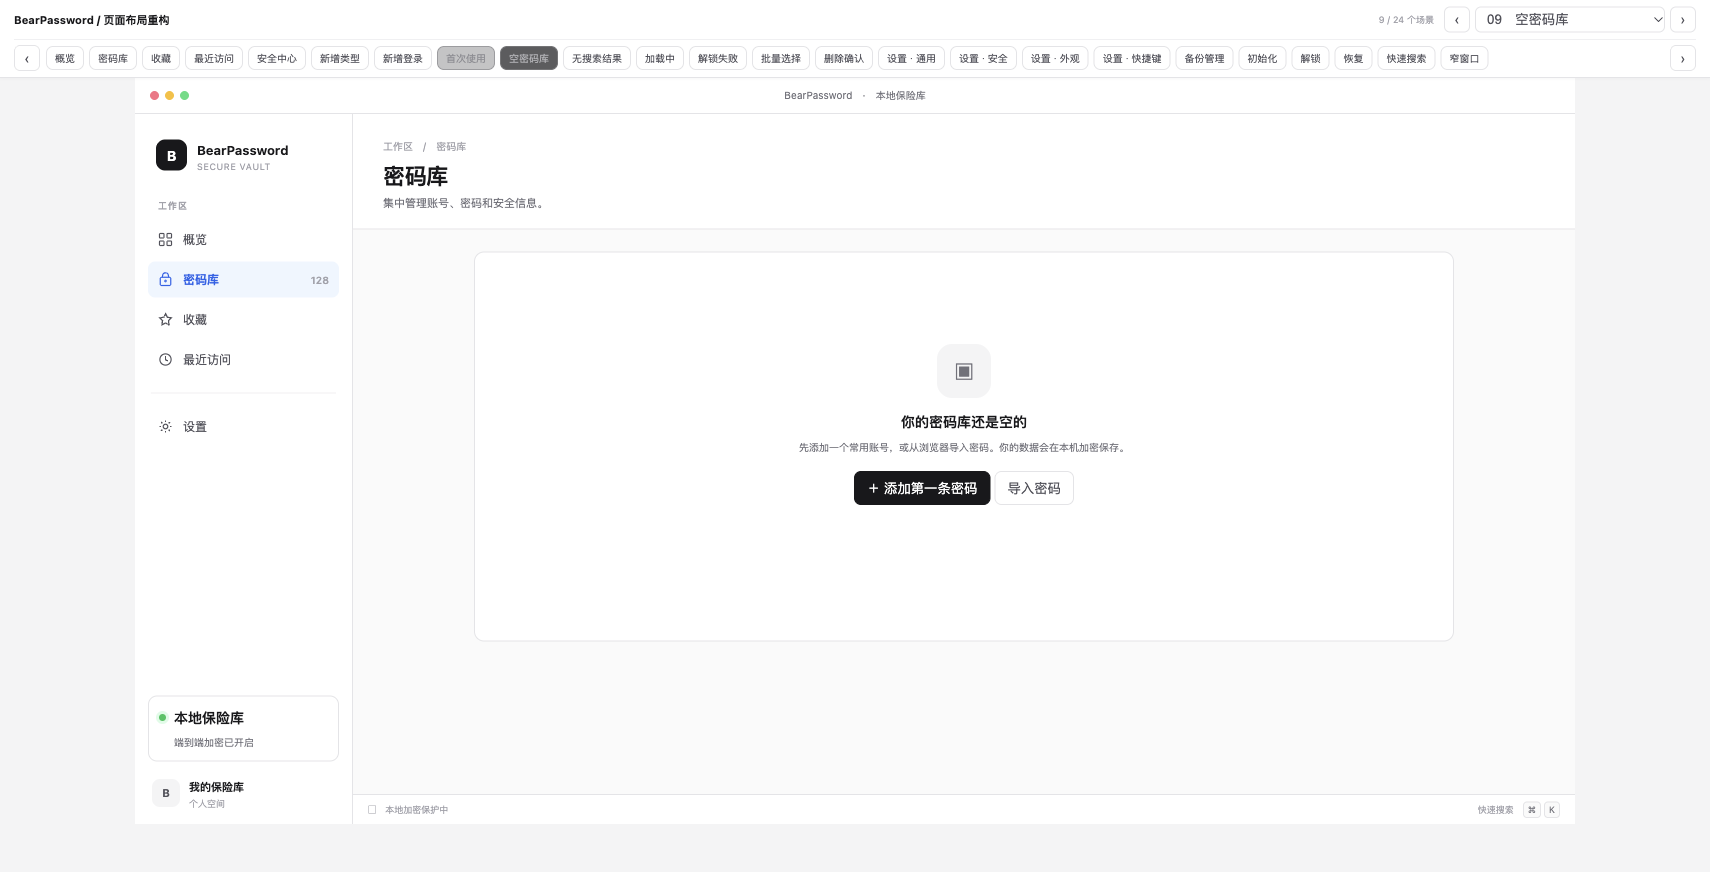 BearPassword / 页面布局重构
9 / 24 个场景
‹
09 空密码库
›
‹
概览
密码库
收藏
最近访问
安全中心
新增类型
新增登录
首次使用
空密码库
无搜索结果
加载中
解锁失败
批量选择
删除确认
设置 · 通用
设置 · 安全
设置 · 外观
设置 · 快捷键
备份管理
初始化
解锁
恢复
快速搜索
窄窗口
›
BearPassword · 本地保险库
B
BearPassword
SECURE VAULT
工作区
概览
密码库 128
收藏
最近访问
设置
本地保险库
端到端加密已开启
B
我的保险库
个人空间
工作区 / 密码库
密码库
集中管理账号、密码和安全信息。
你的密码库还是空的
先添加一个常用账号，或从浏览器导入密码。你的数据会在本机加密保存。
+ 添加第一条密码
导入密码
本地加密保护中
快速搜索 ⌘ K